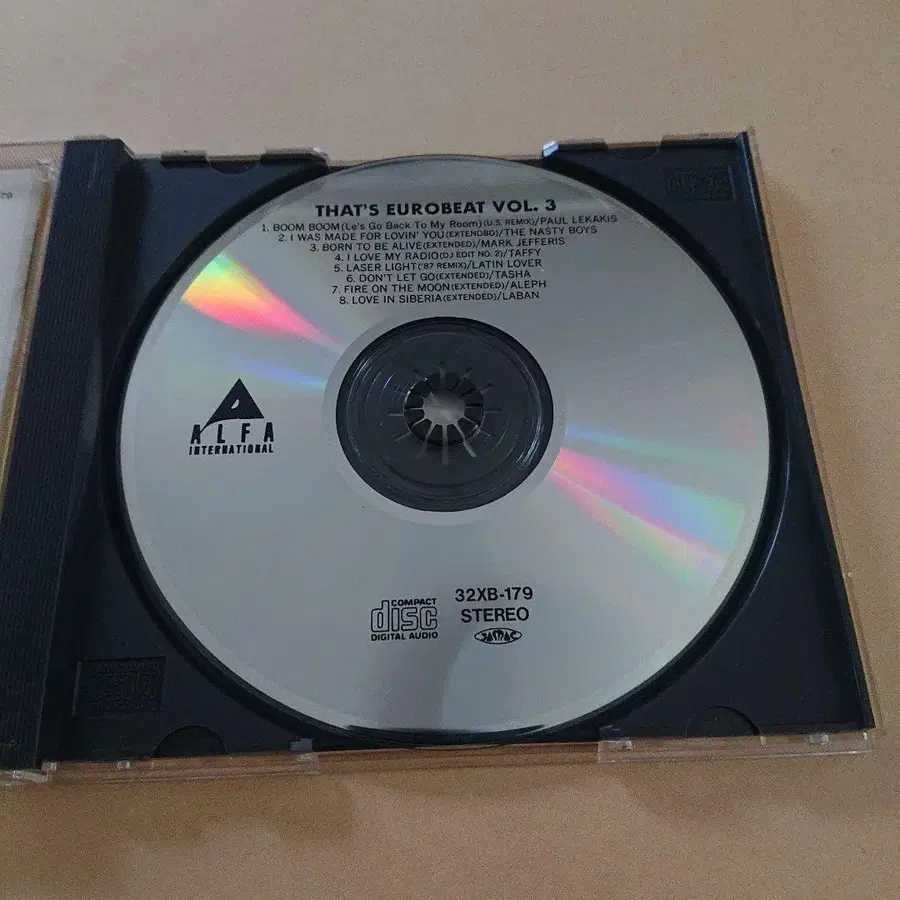 THAT'S EUROBEAT VOL. 3
1. BOOM BOOM(Le's Go Back To My Room)(U.S. REMIX)/PAUL LEKAKIS
2. I WAS MADE FOR LOVIN' YOU(EXTENDBD)/THE NASTY BOYS
3. BORN TO BE ALIVE(EXTENDED)/MARK JEFFERIS
4. I LOVE MY RADIO(DJ EDIT NO. 2)/TAFFY
5. LASER LIGHT('87 REMIX)/LATIN LOVER
6. DON'T LET GO(EXTENDED)/TASHA
7. FIRE ON THE MOON(EXTENDED)/ALEPH
8. LOVE IN SIBERIA(EXTENDED)/LABAN
ALFA
INTERNATIONAL
COMPACT
disc
DIGITAL AUDIO
32XB-179
STEREO
JASRAC